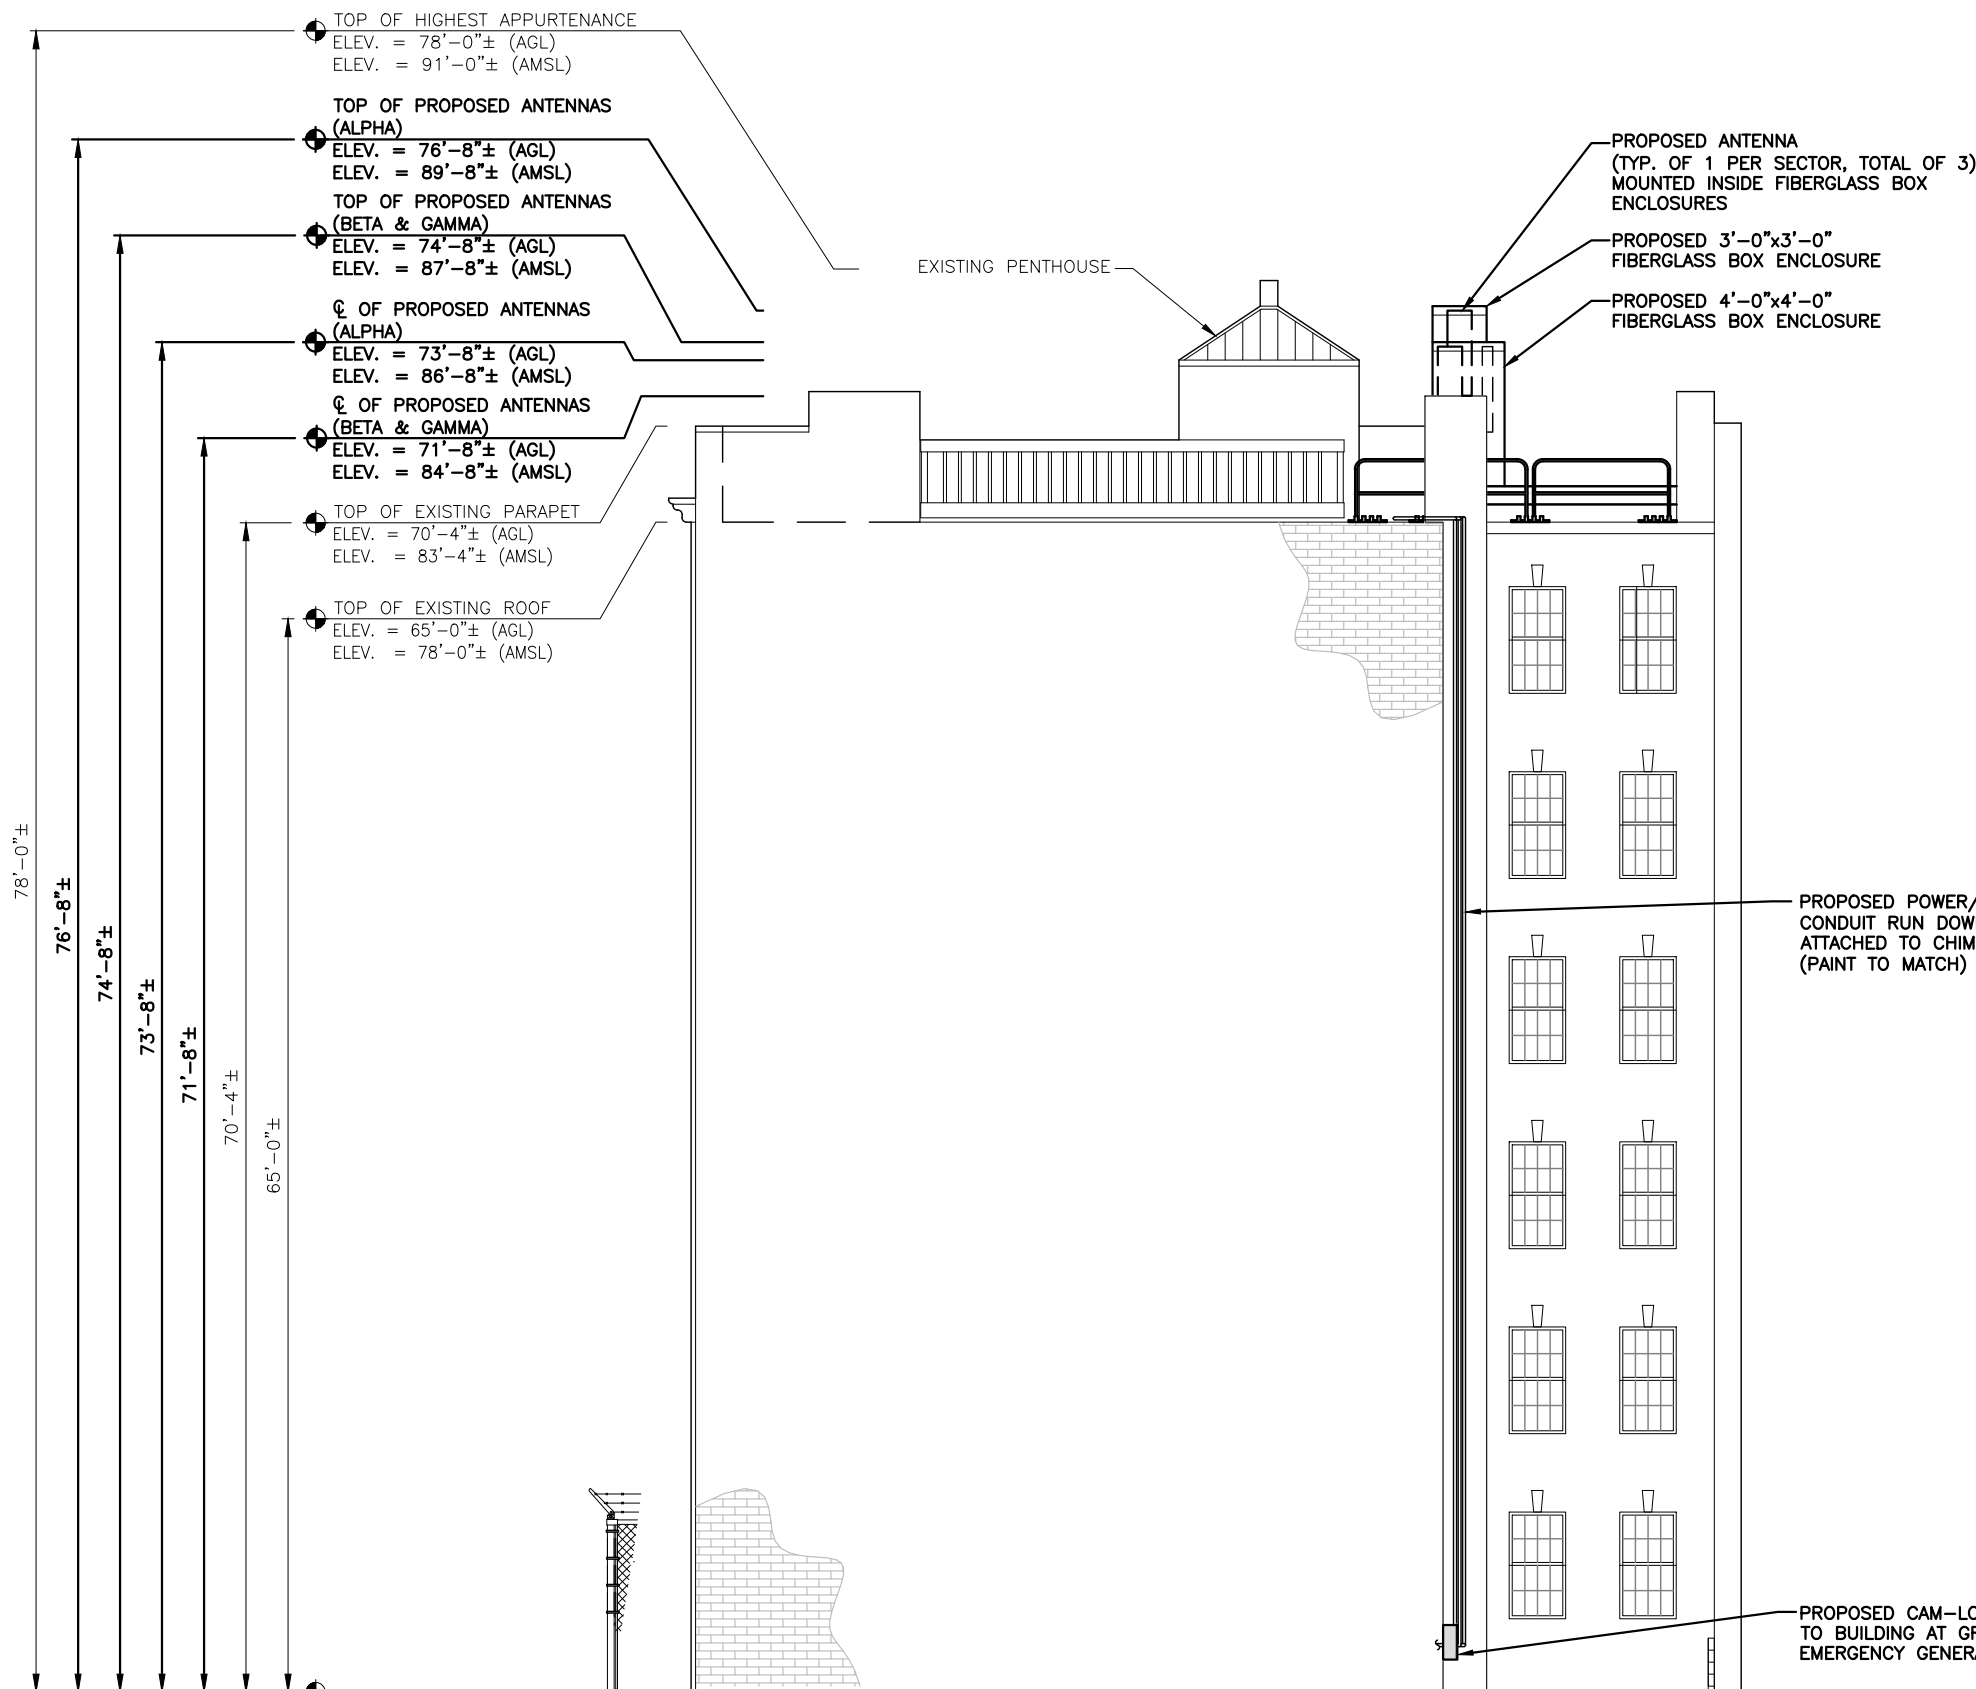 TOP OF HIGHEST APPURTENANCE
ELEV. = 78'-0"± (AGL)
ELEV. = 91'-0"± (AMSL)
TOP OF PROPOSED ANTENNAS
(ALPHA)
ELEV. = 76'-8"± (AGL)
ELEV. = 89'-8"± (AMSL)
TOP OF PROPOSED ANTENNAS
(BETA & GAMMA)
ELEV. = 74'-8"± (AGL)
ELEV. = 87'-8"± (AMSL)
℄ OF PROPOSED ANTENNAS
(ALPHA)
ELEV. = 73'-8"± (AGL)
ELEV. = 86'-8"± (AMSL)
℄ OF PROPOSED ANTENNAS
(BETA & GAMMA)
ELEV. = 71'-8"± (AGL)
ELEV. = 84'-8"± (AMSL)
TOP OF EXISTING PARAPET
ELEV. = 70'-4"± (AGL)
ELEV. = 83'-4"± (AMSL)
TOP OF EXISTING ROOF
ELEV. = 65'-0"± (AGL)
ELEV. = 78'-0"± (AMSL)
78'-0"±
76'-8"±
74'-8"±
73'-8"±
71'-8"±
70'-4"±
65'-0"±
EXISTING PENTHOUSE
PROPOSED ANTENNA
(TYP. OF 1 PER SECTOR, TOTAL OF 3)
MOUNTED INSIDE FIBERGLASS BOX
ENCLOSURES
PROPOSED 3'-0"x3'-0"
FIBERGLASS BOX ENCLOSURE
PROPOSED 4'-0"x4'-0"
FIBERGLASS BOX ENCLOSURE
PROPOSED POWER/
CONDUIT RUN DOW
ATTACHED TO CHIM
(PAINT TO MATCH)
PROPOSED CAM-LO
TO BUILDING AT GR
EMERGENCY GENERA